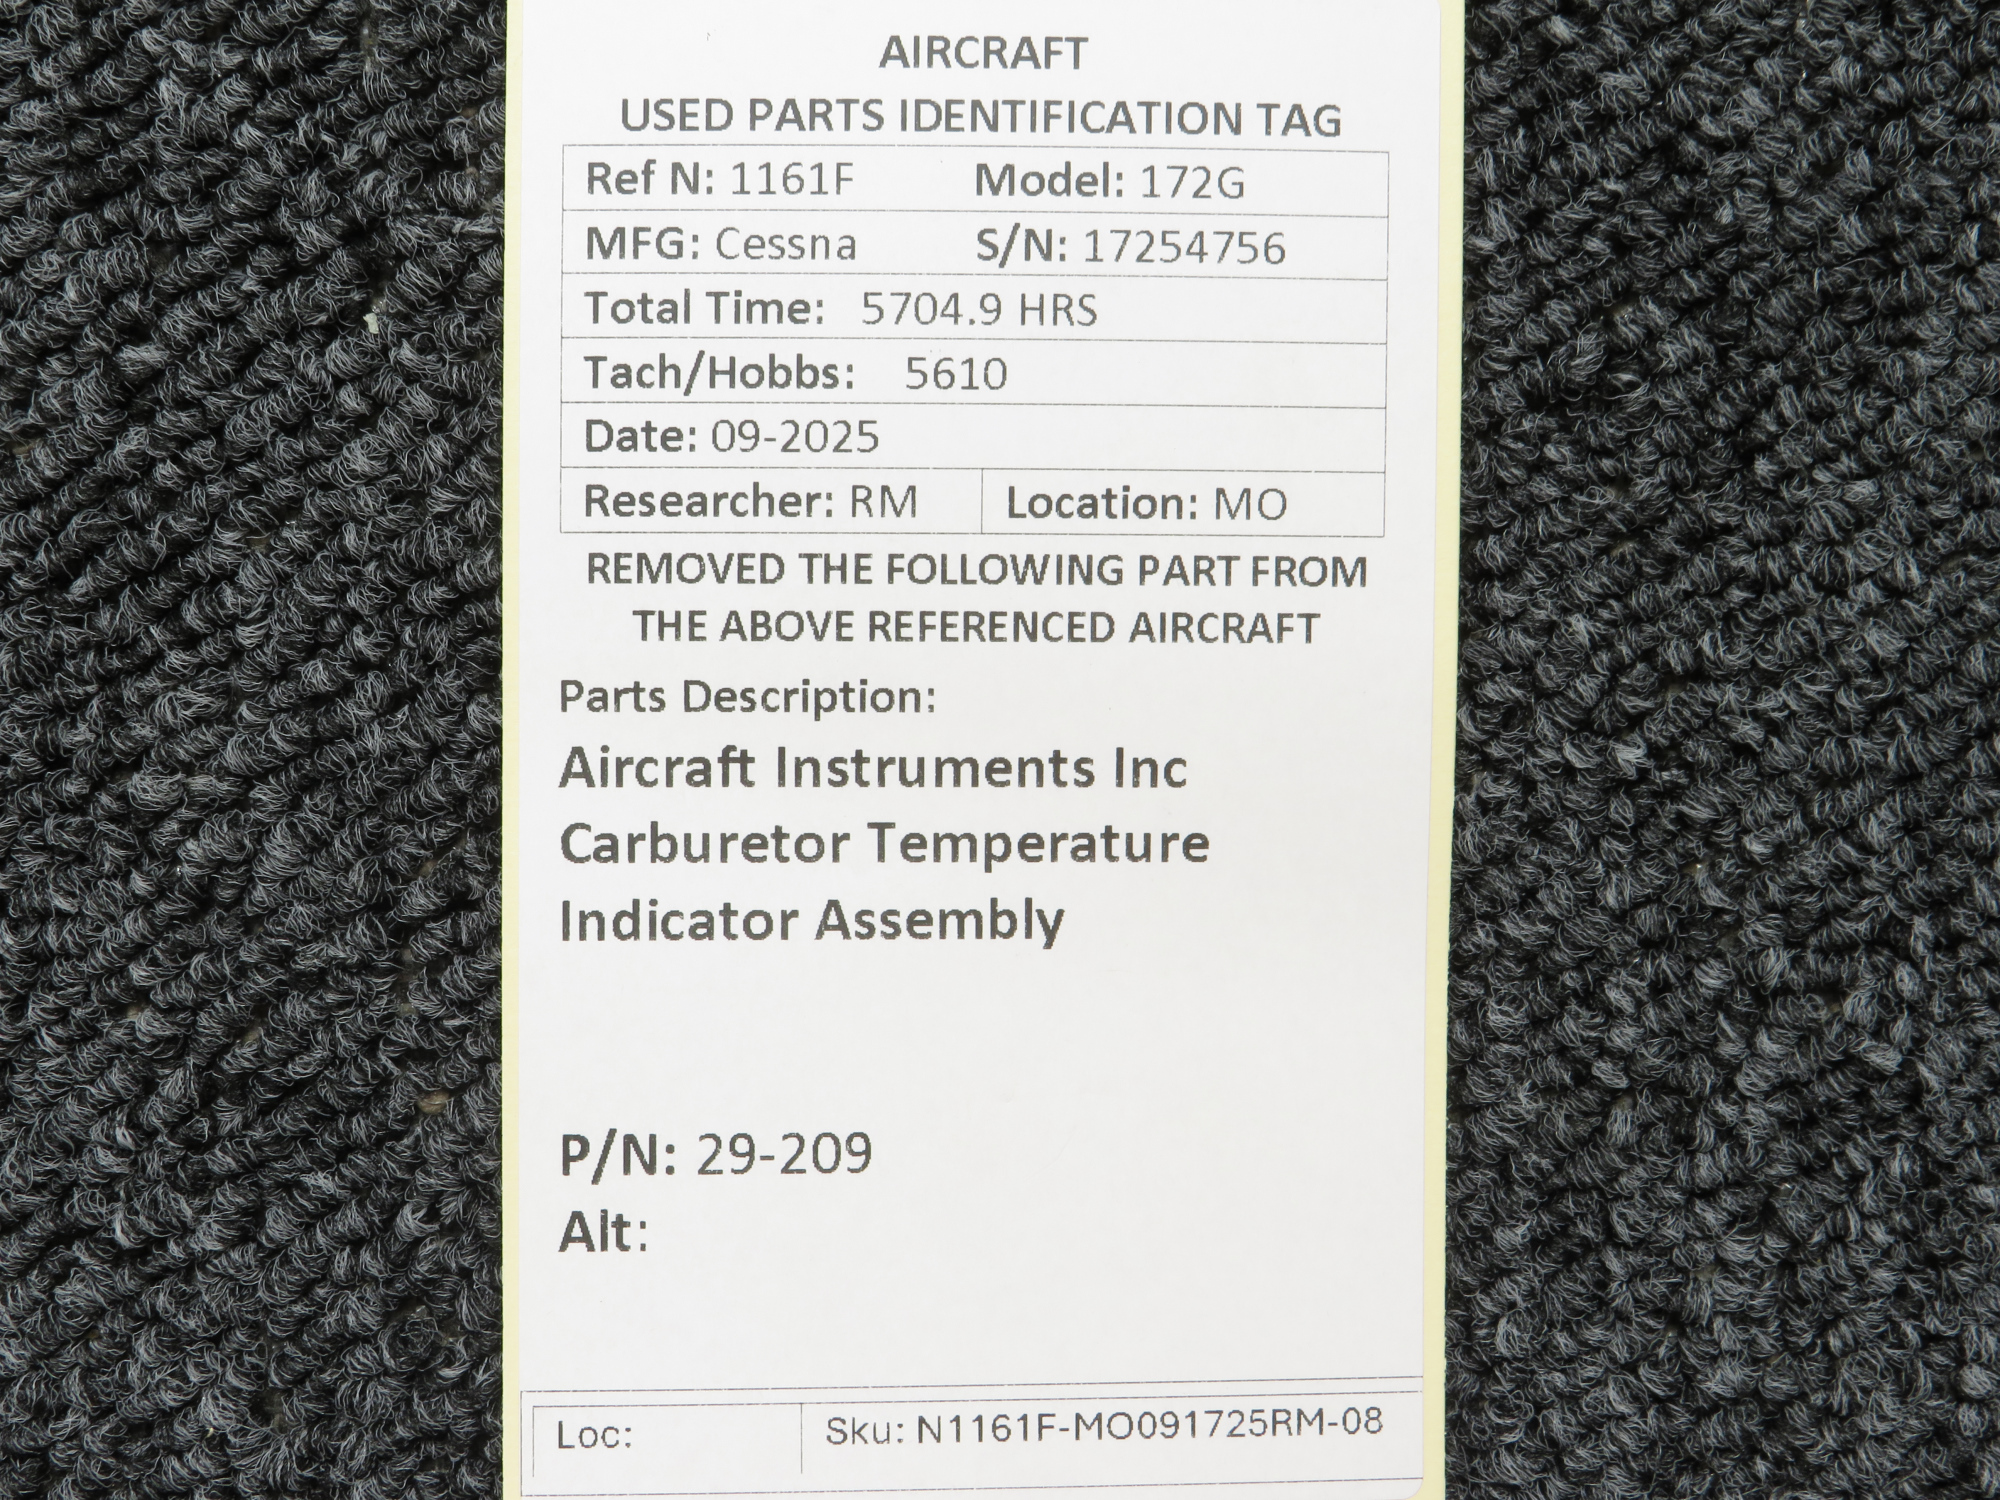 AIRCRAFT
USED PARTS IDENTIFICATION TAG
Ref N: 1161F Model: 172G
MFG: Cessna S/N: 17254756
Total Time: 5704.9 HRS
Tach/Hobbs: 5610
Date: 09-2025
Researcher: RM Location: MO
REMOVED THE FOLLOWING PART FROM
THE ABOVE REFERENCED AIRCRAFT
Parts Description:
Aircraft Instruments Inc
Carburetor Temperature
Indicator Assembly
P/N: 29-209
Alt:
Loc: Sku: N1161F-MO091725RM-08